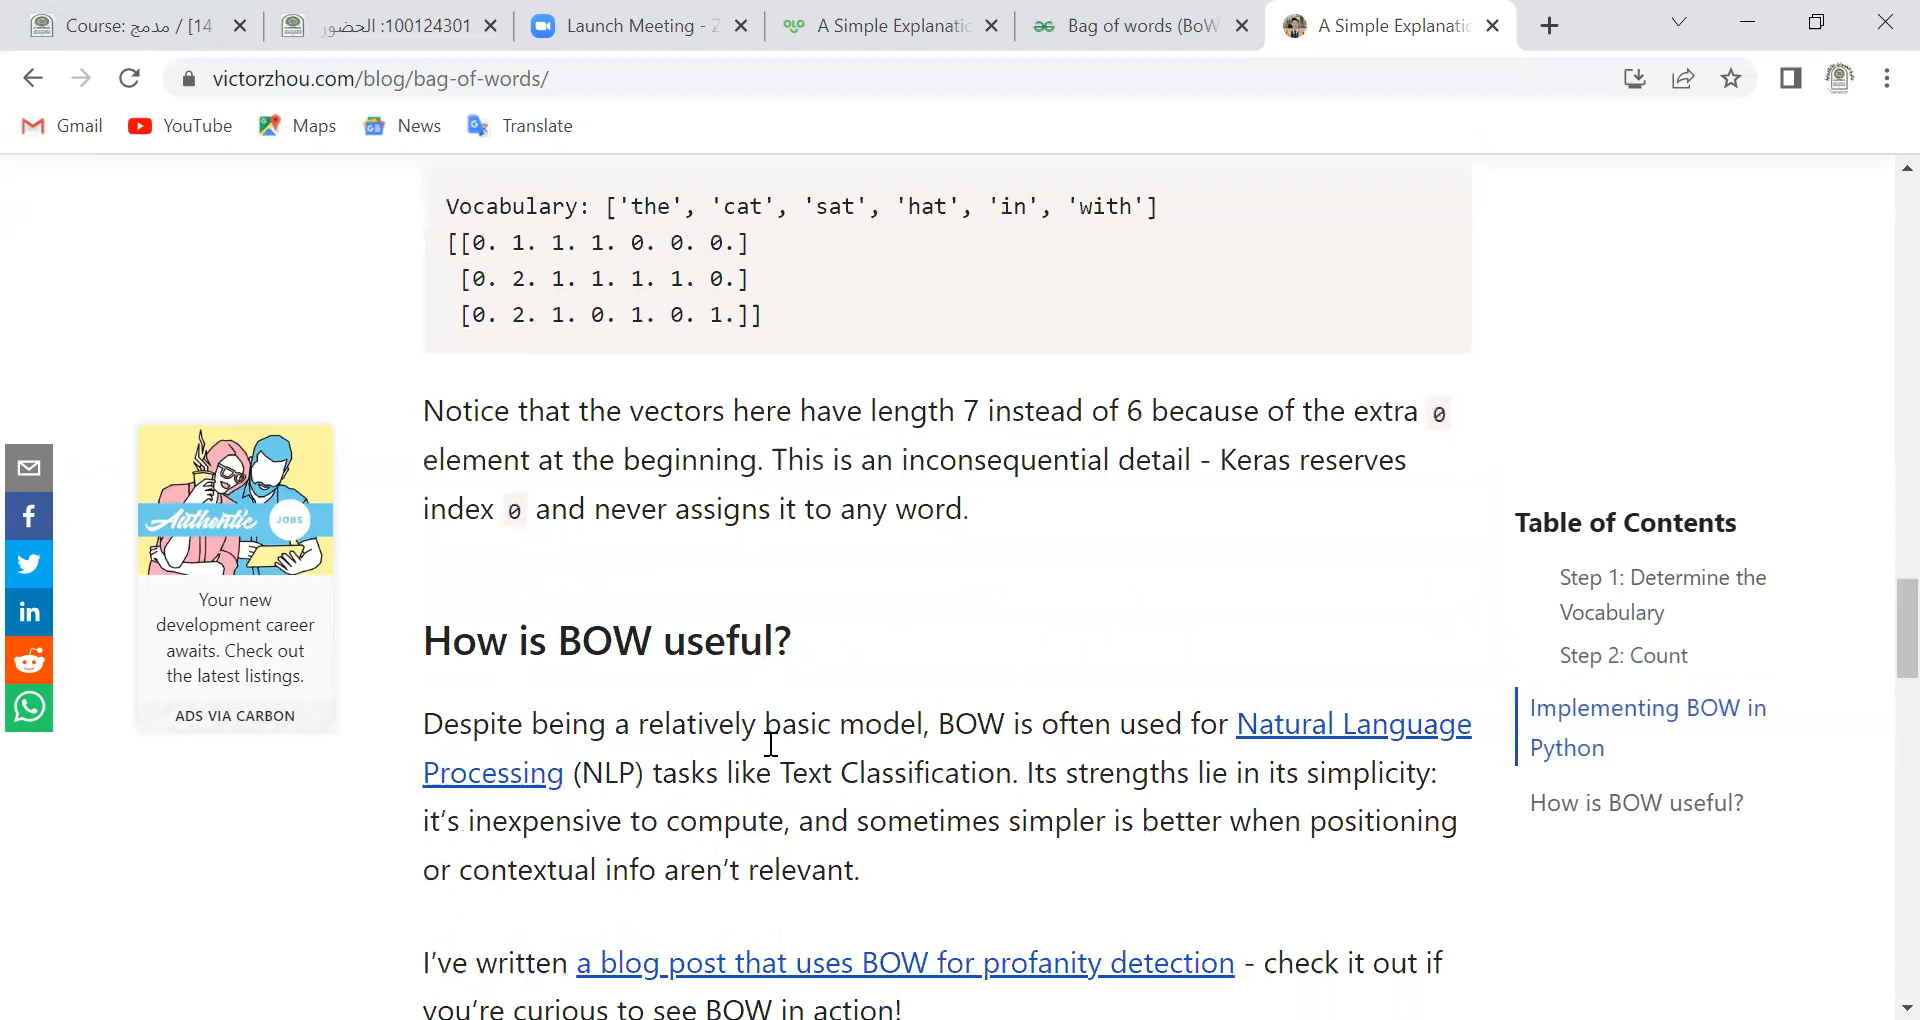 Course: مدمج / [14
100124301: الحضور
Launch Meeting - Z
A Simple Explanatic
Bag of words (BoW
A Simple Explanatic
victorzhou.com/blog/bag-of-words/
Gmail
YouTube
Maps
News
Translate
Vocabulary: ['the', 'cat', 'sat', 'hat', 'in', 'with']
[[0. 1. 1. 1. 0. 0. 0.]
[0. 2. 1. 1. 1. 1. 0.]
[0. 2. 1. 0. 1. 0. 1.]]
Notice that the vectors here have length 7 instead of 6 because of the extra 0
element at the beginning. This is an inconsequential detail - Keras reserves
index 0 and never assigns it to any word.
How is BOW useful?
Despite being a relatively basic model, BOW is often used for Natural Language
Processing (NLP) tasks like Text Classification. Its strengths lie in its simplicity:
it's inexpensive to compute, and sometimes simpler is better when positioning
or contextual info aren't relevant.
I've written a blog post that uses BOW for profanity detection - check it out if
you're curious to see BOW in action!
Authentic JOBS
Your new
development career
awaits. Check out
the latest listings.
ADS VIA CARBON
Table of Contents
Step 1: Determine the
Vocabulary
Step 2: Count
Implementing BOW in
Python
How is BOW useful?